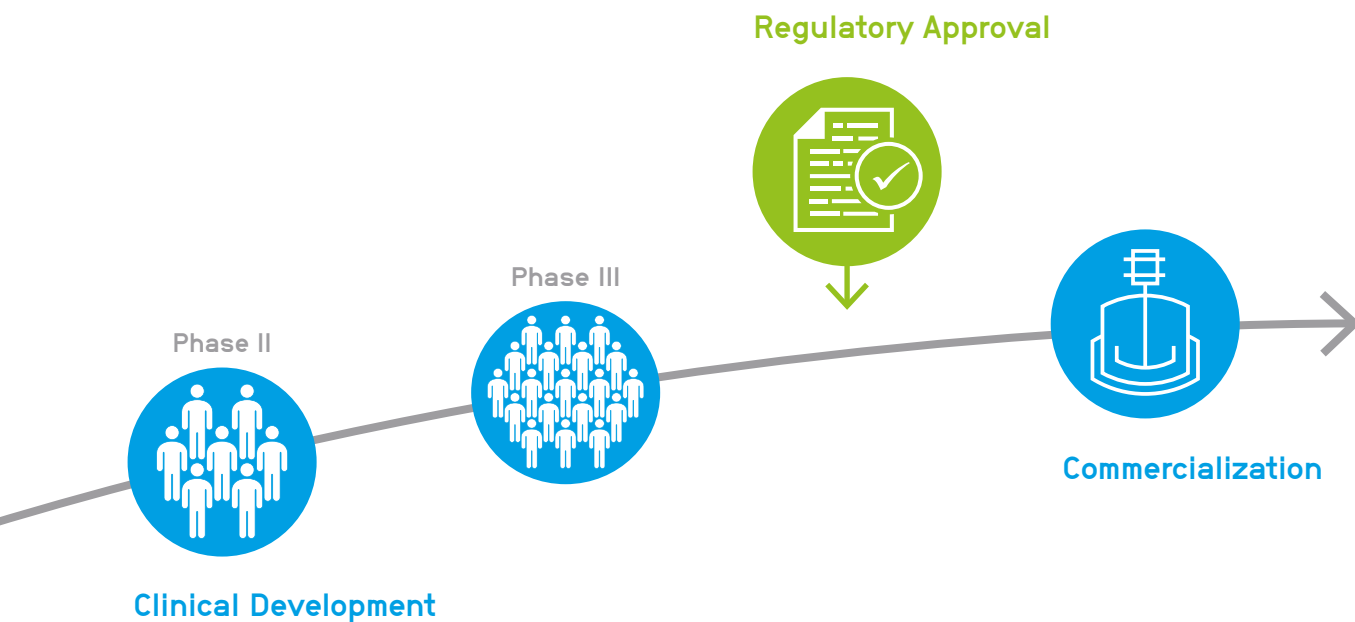 Regulatory Approval
Phase III
Phase II
Commercialization
Clinical Development